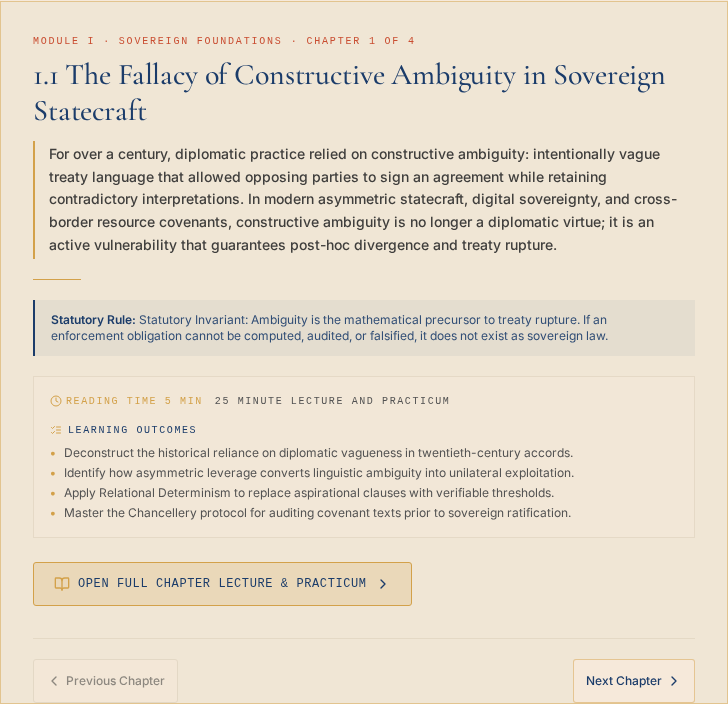 MODULE I · SOVEREIGN FOUNDATIONS · CHAPTER 1 OF 4
1.1 The Fallacy of Constructive Ambiguity in Sovereign
Statecraft
For over a century, diplomatic practice relied on constructive ambiguity: intentionally vague
treaty language that allowed opposing parties to sign an agreement while retaining
contradictory interpretations. In modern asymmetric statecraft, digital sovereignty, and cross-
border resource covenants, constructive ambiguity is no longer a diplomatic virtue; it is an
active vulnerability that guarantees post-hoc divergence and treaty rupture.
Statutory Rule: Statutory Invariant: Ambiguity is the mathematical precursor to treaty rupture. If an
enforcement obligation cannot be computed, audited, or falsified, it does not exist as sovereign law.
READING TIME 5 MIN 25 MINUTE LECTURE AND PRACTICUM
LEARNING OUTCOMES
• Deconstruct the historical reliance on diplomatic vagueness in twentieth-century accords.
• Identify how asymmetric leverage converts linguistic ambiguity into unilateral exploitation.
• Apply Relational Determinism to replace aspirational clauses with verifiable thresholds.
• Master the Chancellery protocol for auditing covenant texts prior to sovereign ratification.
OPEN FULL CHAPTER LECTURE & PRACTICUM
Previous Chapter
Next Chapter